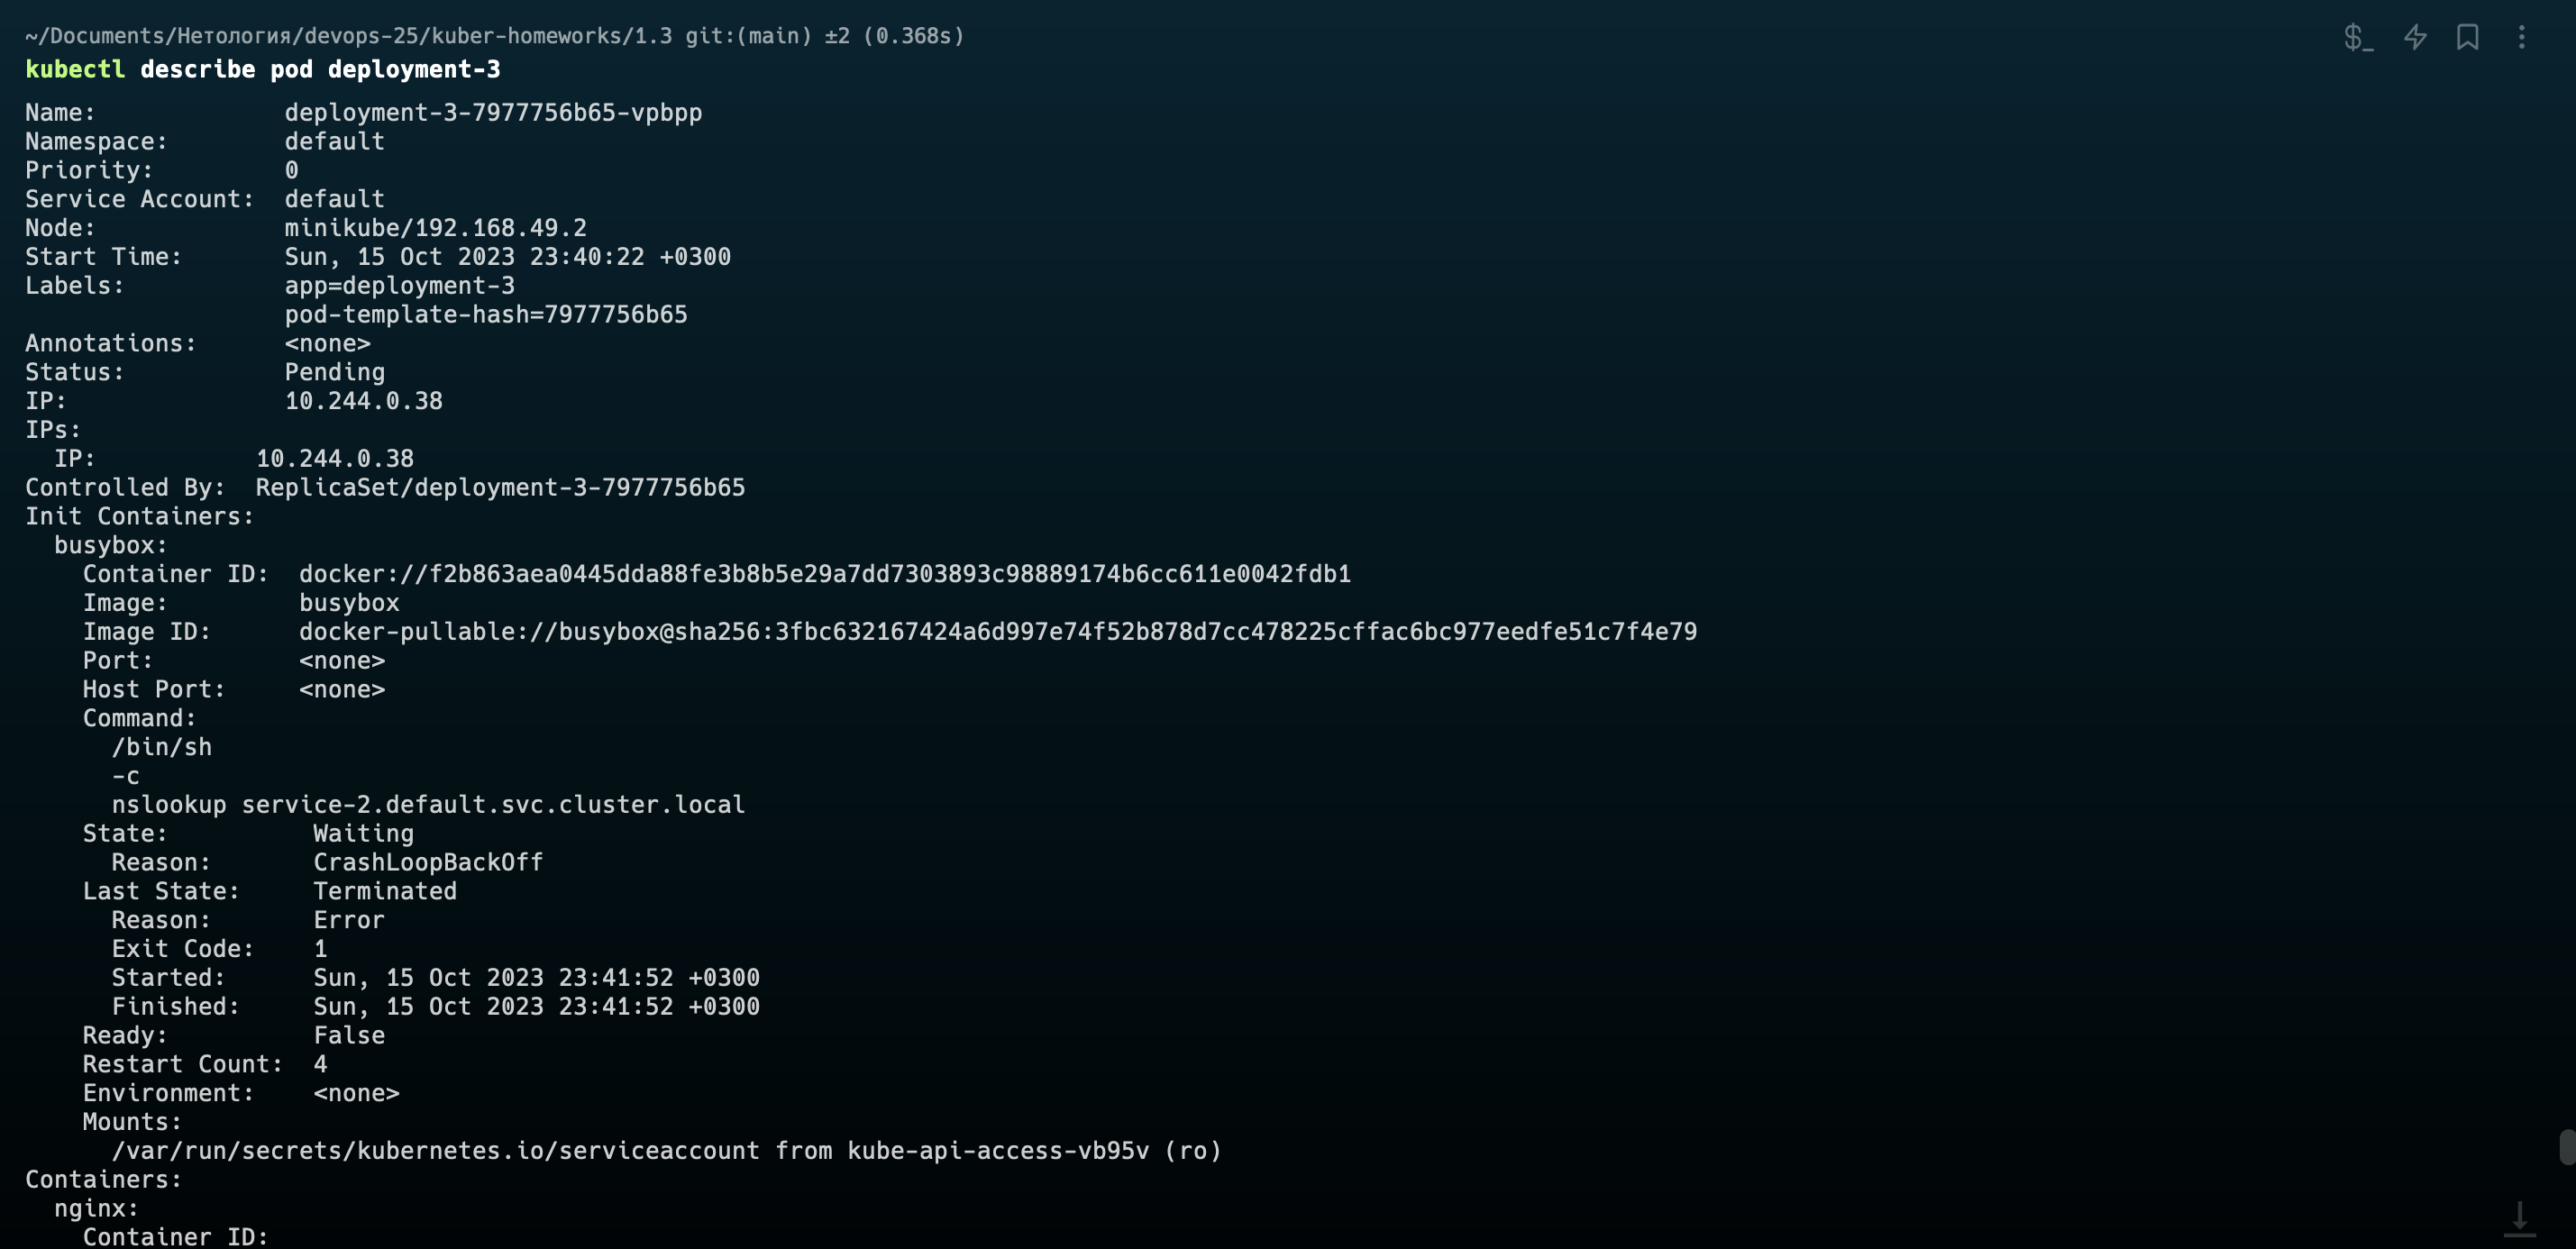 ~/Documents/Нетология/devops-25/kuber-homeworks/1.3 git:(main) ±2 (0.368s)
kubectl describe pod deployment-3
Name:             deployment-3-7977756b65-vpbpp
Namespace:        default
Priority:         0
Service Account:  default
Node:             minikube/192.168.49.2
Start Time:       Sun, 15 Oct 2023 23:40:22 +0300
Labels:           app=deployment-3
                  pod-template-hash=7977756b65
Annotations:      <none>
Status:           Pending
IP:               10.244.0.38
IPs:
  IP:           10.244.0.38
Controlled By:  ReplicaSet/deployment-3-7977756b65
Init Containers:
  busybox:
    Container ID:  docker://f2b863aea0445dda88fe3b8b5e29a7dd7303893c98889174b6cc611e0042fdb1
    Image:         busybox
    Image ID:      docker-pullable://busybox@sha256:3fbc632167424a6d997e74f52b878d7cc478225cffac6bc977eedfe51c7f4e79
    Port:          <none>
    Host Port:     <none>
    Command:
      /bin/sh
      -c
      nslookup service-2.default.svc.cluster.local
    State:          Waiting
      Reason:       CrashLoopBackOff
    Last State:     Terminated
      Reason:       Error
      Exit Code:    1
      Started:      Sun, 15 Oct 2023 23:41:52 +0300
      Finished:     Sun, 15 Oct 2023 23:41:52 +0300
    Ready:          False
    Restart Count:  4
    Environment:    <none>
    Mounts:
      /var/run/secrets/kubernetes.io/serviceaccount from kube-api-access-vb95v (ro)
Containers:
  nginx:
    Container ID: